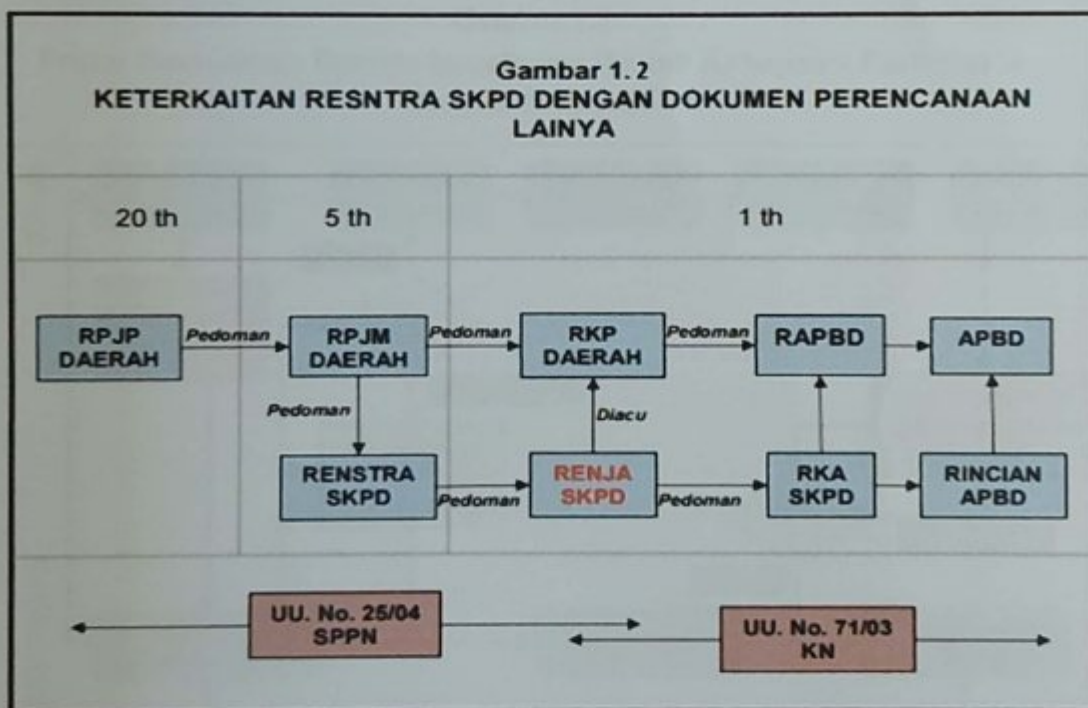 Gambar 1.2
KETERKAITAN RESNTRA SKPD DENGAN DOKUMEN PERENCANAAN
LAINYA
20 th
5 th
1 th
RPJP
DAERAH
Pedoman
RPJM
DAERAH
Pedoman
RKP
DAERAH
Pedoman
RAPBD
APBD
Pedoman
Diacu
RENSTRA
SKPD
Pedoman
RENJA
SKPD
Pedoman
RKA
SKPD
RINCIAN
APBD
UU. No. 25/04
SPPN
UU. No. 71/03
KN